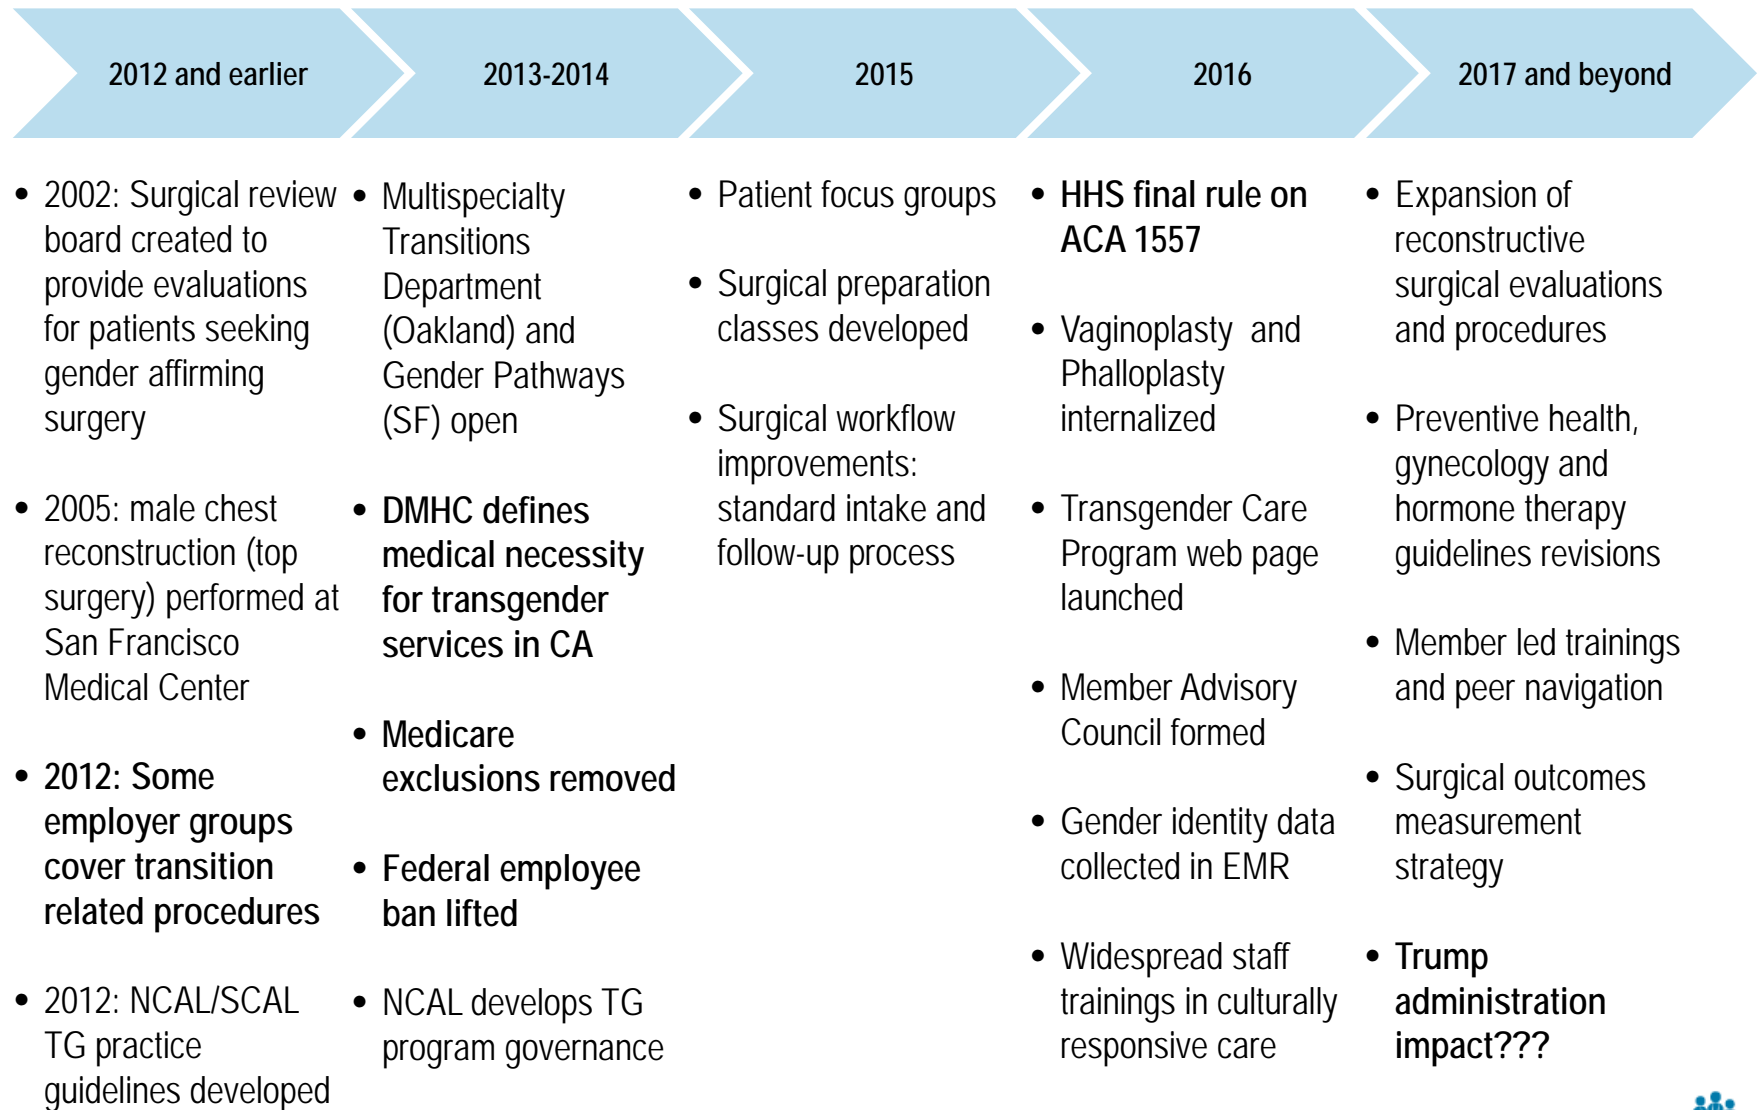 2012 and earlier
2013-2014
2015
2016
2017 and beyond
• 2002: Surgical review
board created to
provide evaluations
for patients seeking
gender affirming
surgery
• 2005: male chest
reconstruction (top
surgery) performed at
San Francisco
Medical Center
• 2012: Some
employer groups
cover transition
related procedures
• 2012: NCAL/SCAL
TG practice
guidelines developed
• Multispecialty
Transitions
Department
(Oakland) and
Gender Pathways
(SF) open
• DMHC defines
medical necessity
for transgender
services in CA
• Medicare
exclusions removed
• Federal employee
ban lifted
• NCAL develops TG
program governance
• Patient focus groups
• Surgical preparation
classes developed
• Surgical workflow
improvements:
standard intake and
follow-up process
• HHS final rule on
ACA 1557
• Vaginoplasty and
Phalloplasty
internalized
• Transgender Care
Program web page
launched
• Member Advisory
Council formed
• Gender identity data
collected in EMR
• Widespread staff
trainings in culturally
responsive care
• Expansion of
reconstructive
surgical evaluations
and procedures
• Preventive health,
gynecology and
hormone therapy
guidelines revisions
• Member led trainings
and peer navigation
• Surgical outcomes
measurement
strategy
• Trump
administration
impact???